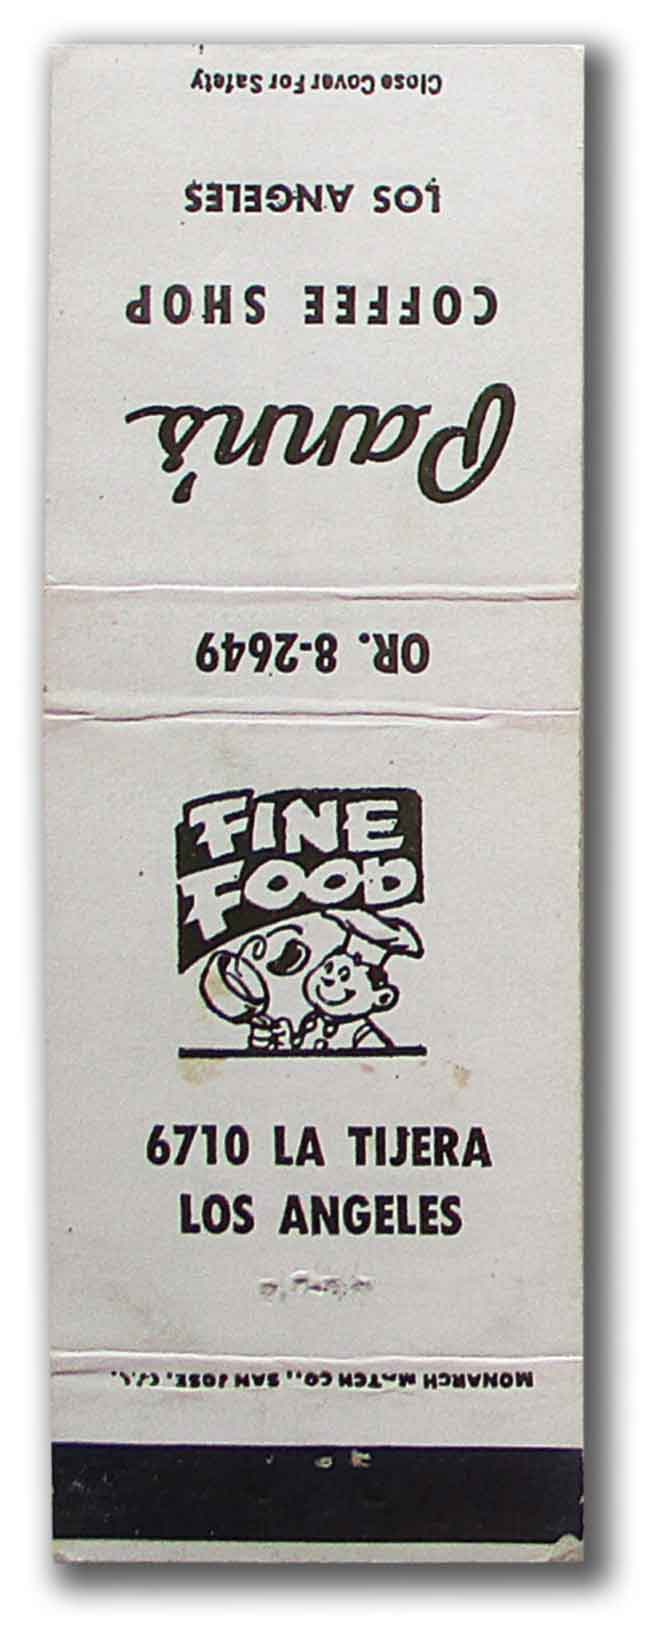 Close Cover For Safety
LOS ANGELES
COFFEE SHOP
Pann's
OR. 8-2649
FINE
FOOD
6710 LA TIJERA
LOS ANGELES
MONARCH MATCH CO., SAN JOSE,